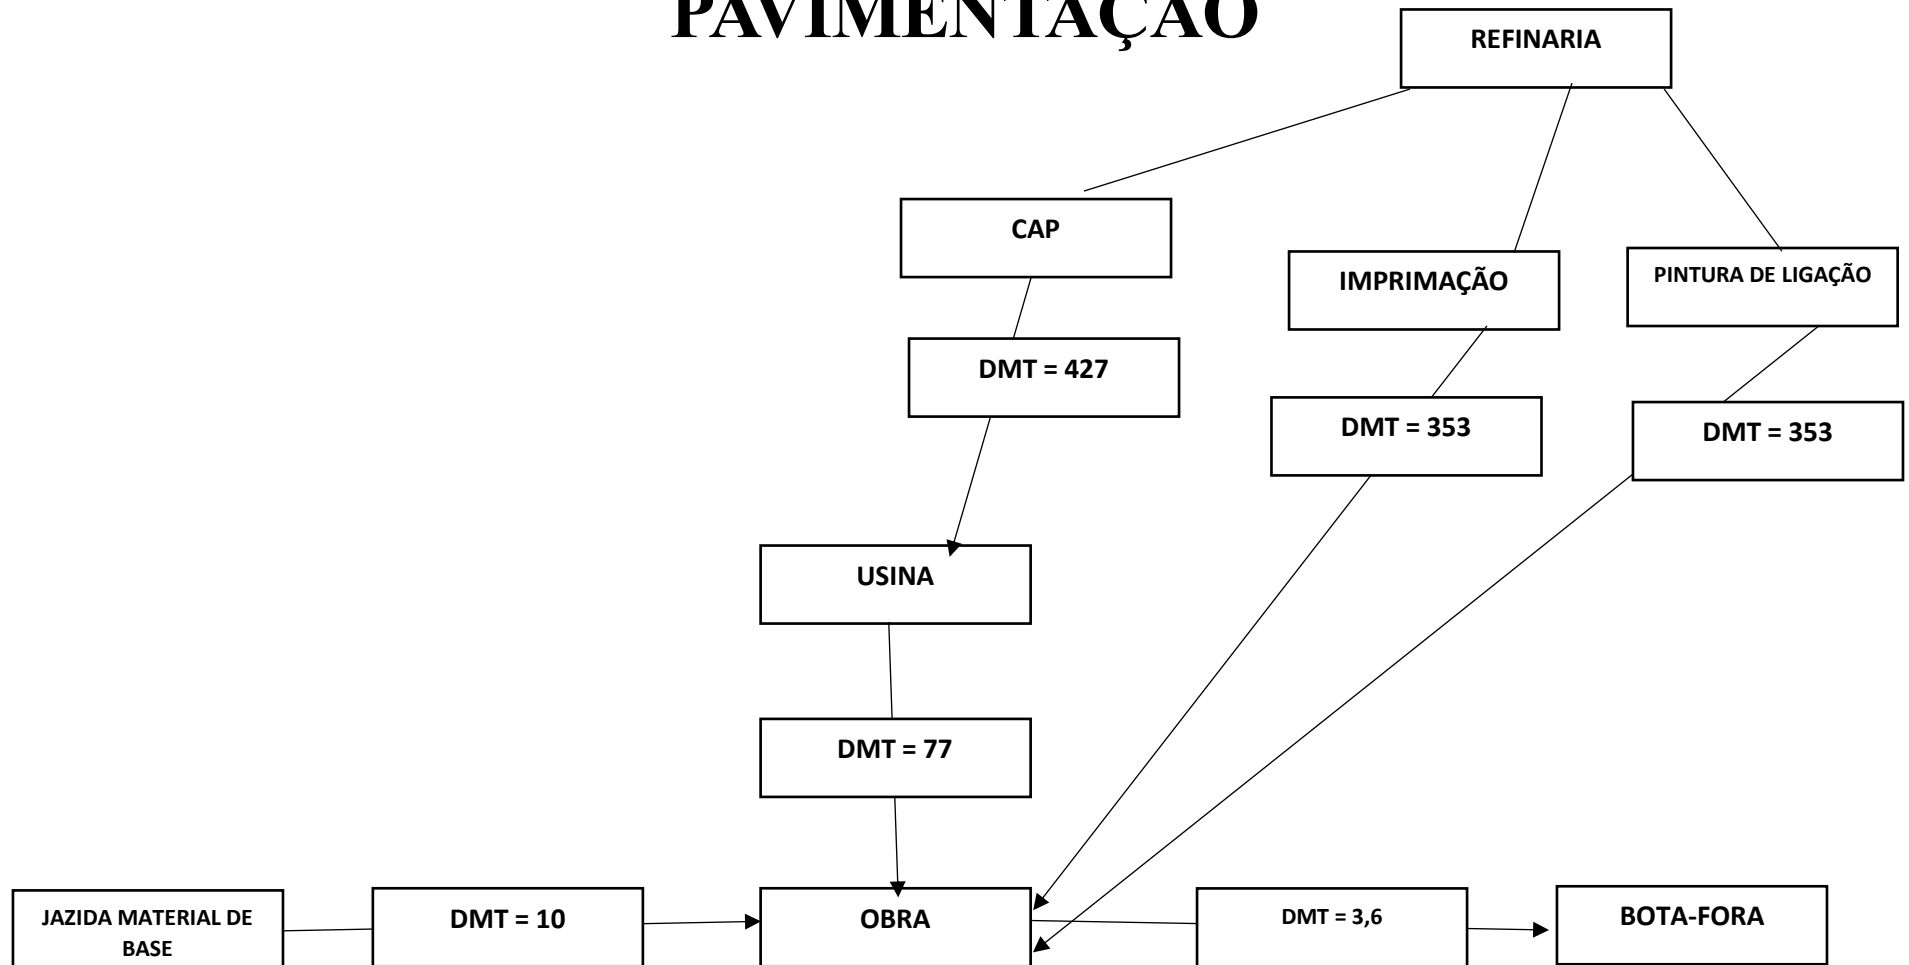 PAVIMENTAÇÃO
REFINARIA
CAP
IMPRIMAÇÃO
PINTURA DE LIGAÇÃO
DMT = 427
DMT = 353
DMT = 353
USINA
DMT = 77
JAZIDA MATERIAL DE
BASE
DMT = 10
OBRA
DMT = 3,6
BOTA-FORA